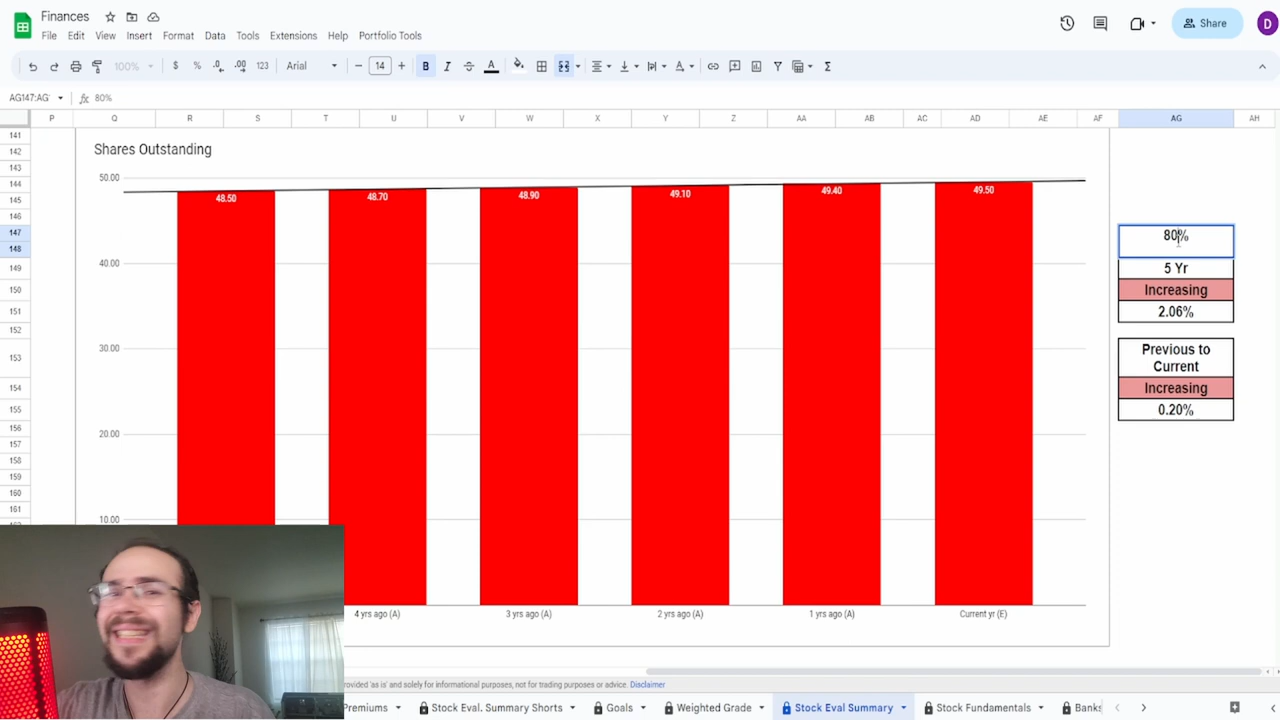 Finances
File Edit View Insert Format Data Tools Extensions Help Portfolio Tools
Share
D
100% $ % .0 .00 123 Arial 14 B I A
AG147:AG 80%
P Q R S T U V W X Y Z AA AB AC AD AE AF AG AH
141
142
143
144
145
146
147
148
149
150
151
152
153
154
155
156
157
158
159
160
161
Shares Outstanding
50.00
40.00
30.00
20.00
10.00
48.50 48.70 48.90 49.10 49.40 49.50
4 yrs ago (A) 3 yrs ago (A) 2 yrs ago (A) 1 yrs ago (A) Current yr (E)
80%
5 Yr
Increasing
2.06%
Previous to
Current
Increasing
0.20%
rovided 'as is' and solely for informational purposes, not for trading purposes or advice. Disclaimer
Premiums Stock Eval. Summary Shorts Goals Weighted Grade Stock Eval Summary Stock Fundamentals Banks